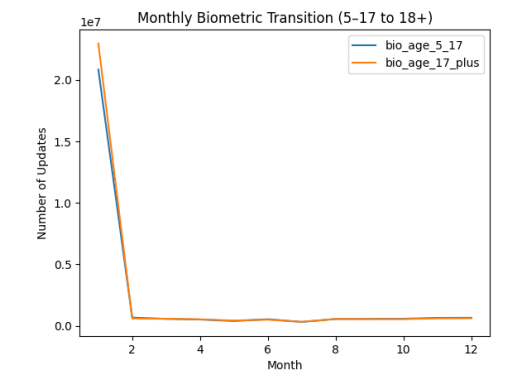 Monthly Biometric Transition (5–17 to 18+)
1e7
bio_age_5_17
bio_age_17_plus
2.0
1.5
1.0
0.5
0.0
Number of Updates
2 4 6 8 10 12
Month